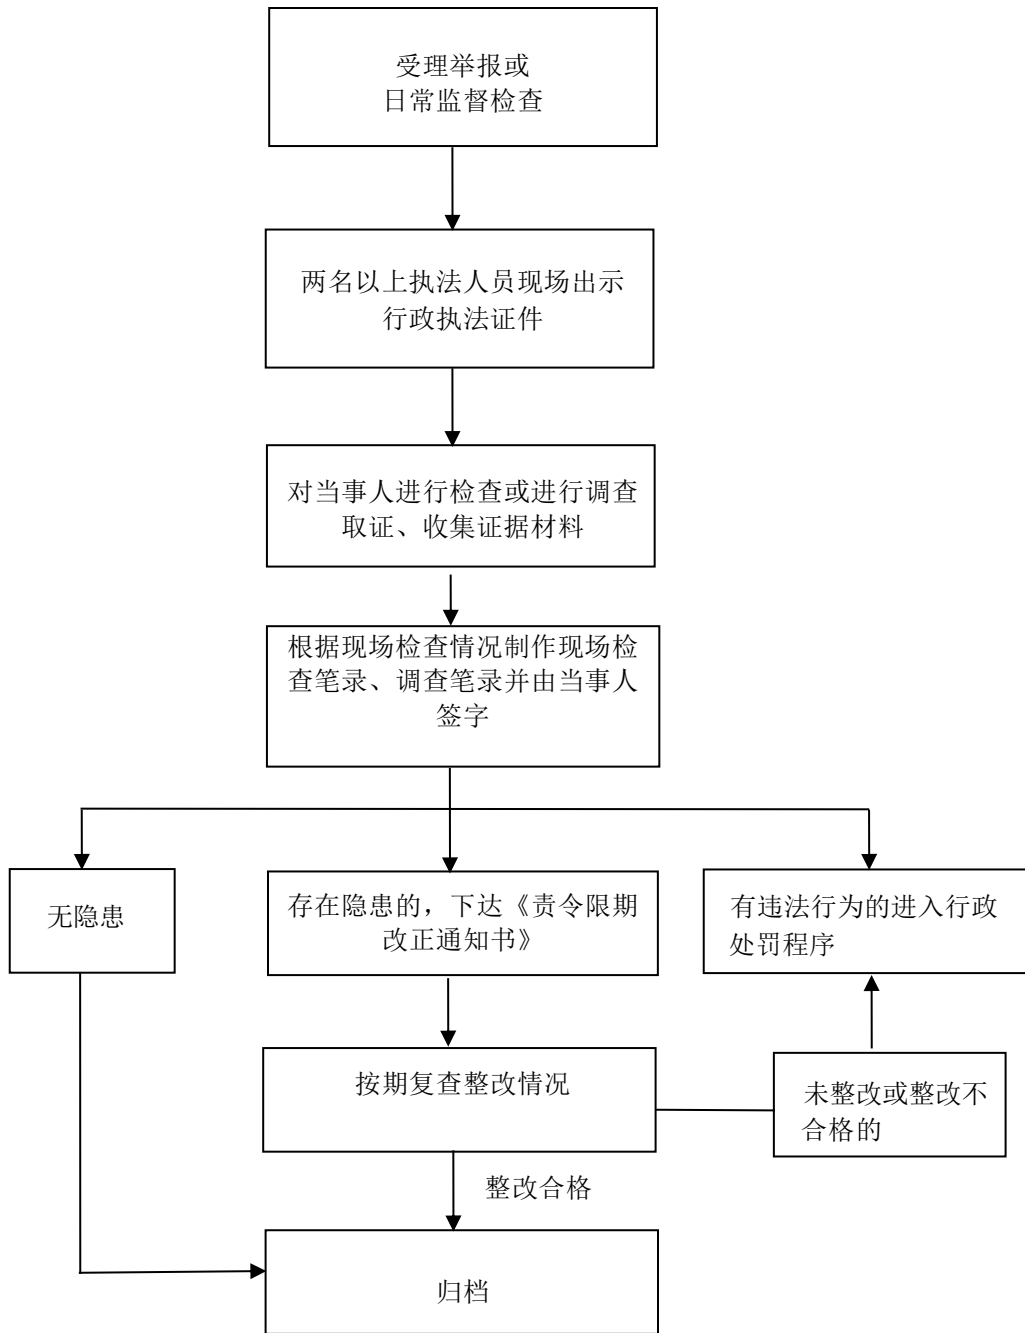 受理举报或
日常监督检查
两名以上执法人员现场出示
行政执法证件
对当事人进行检查或进行调查
取证、收集证据材料
根据现场检查情况制作现场检
查笔录、调查笔录并由当事人
签字
无隐患
存在隐患的，下达《责令限期
改正通知书》
有违法行为的进入行政
处罚程序
按期复查整改情况
未整改或整改不
合格的
整改合格
归档